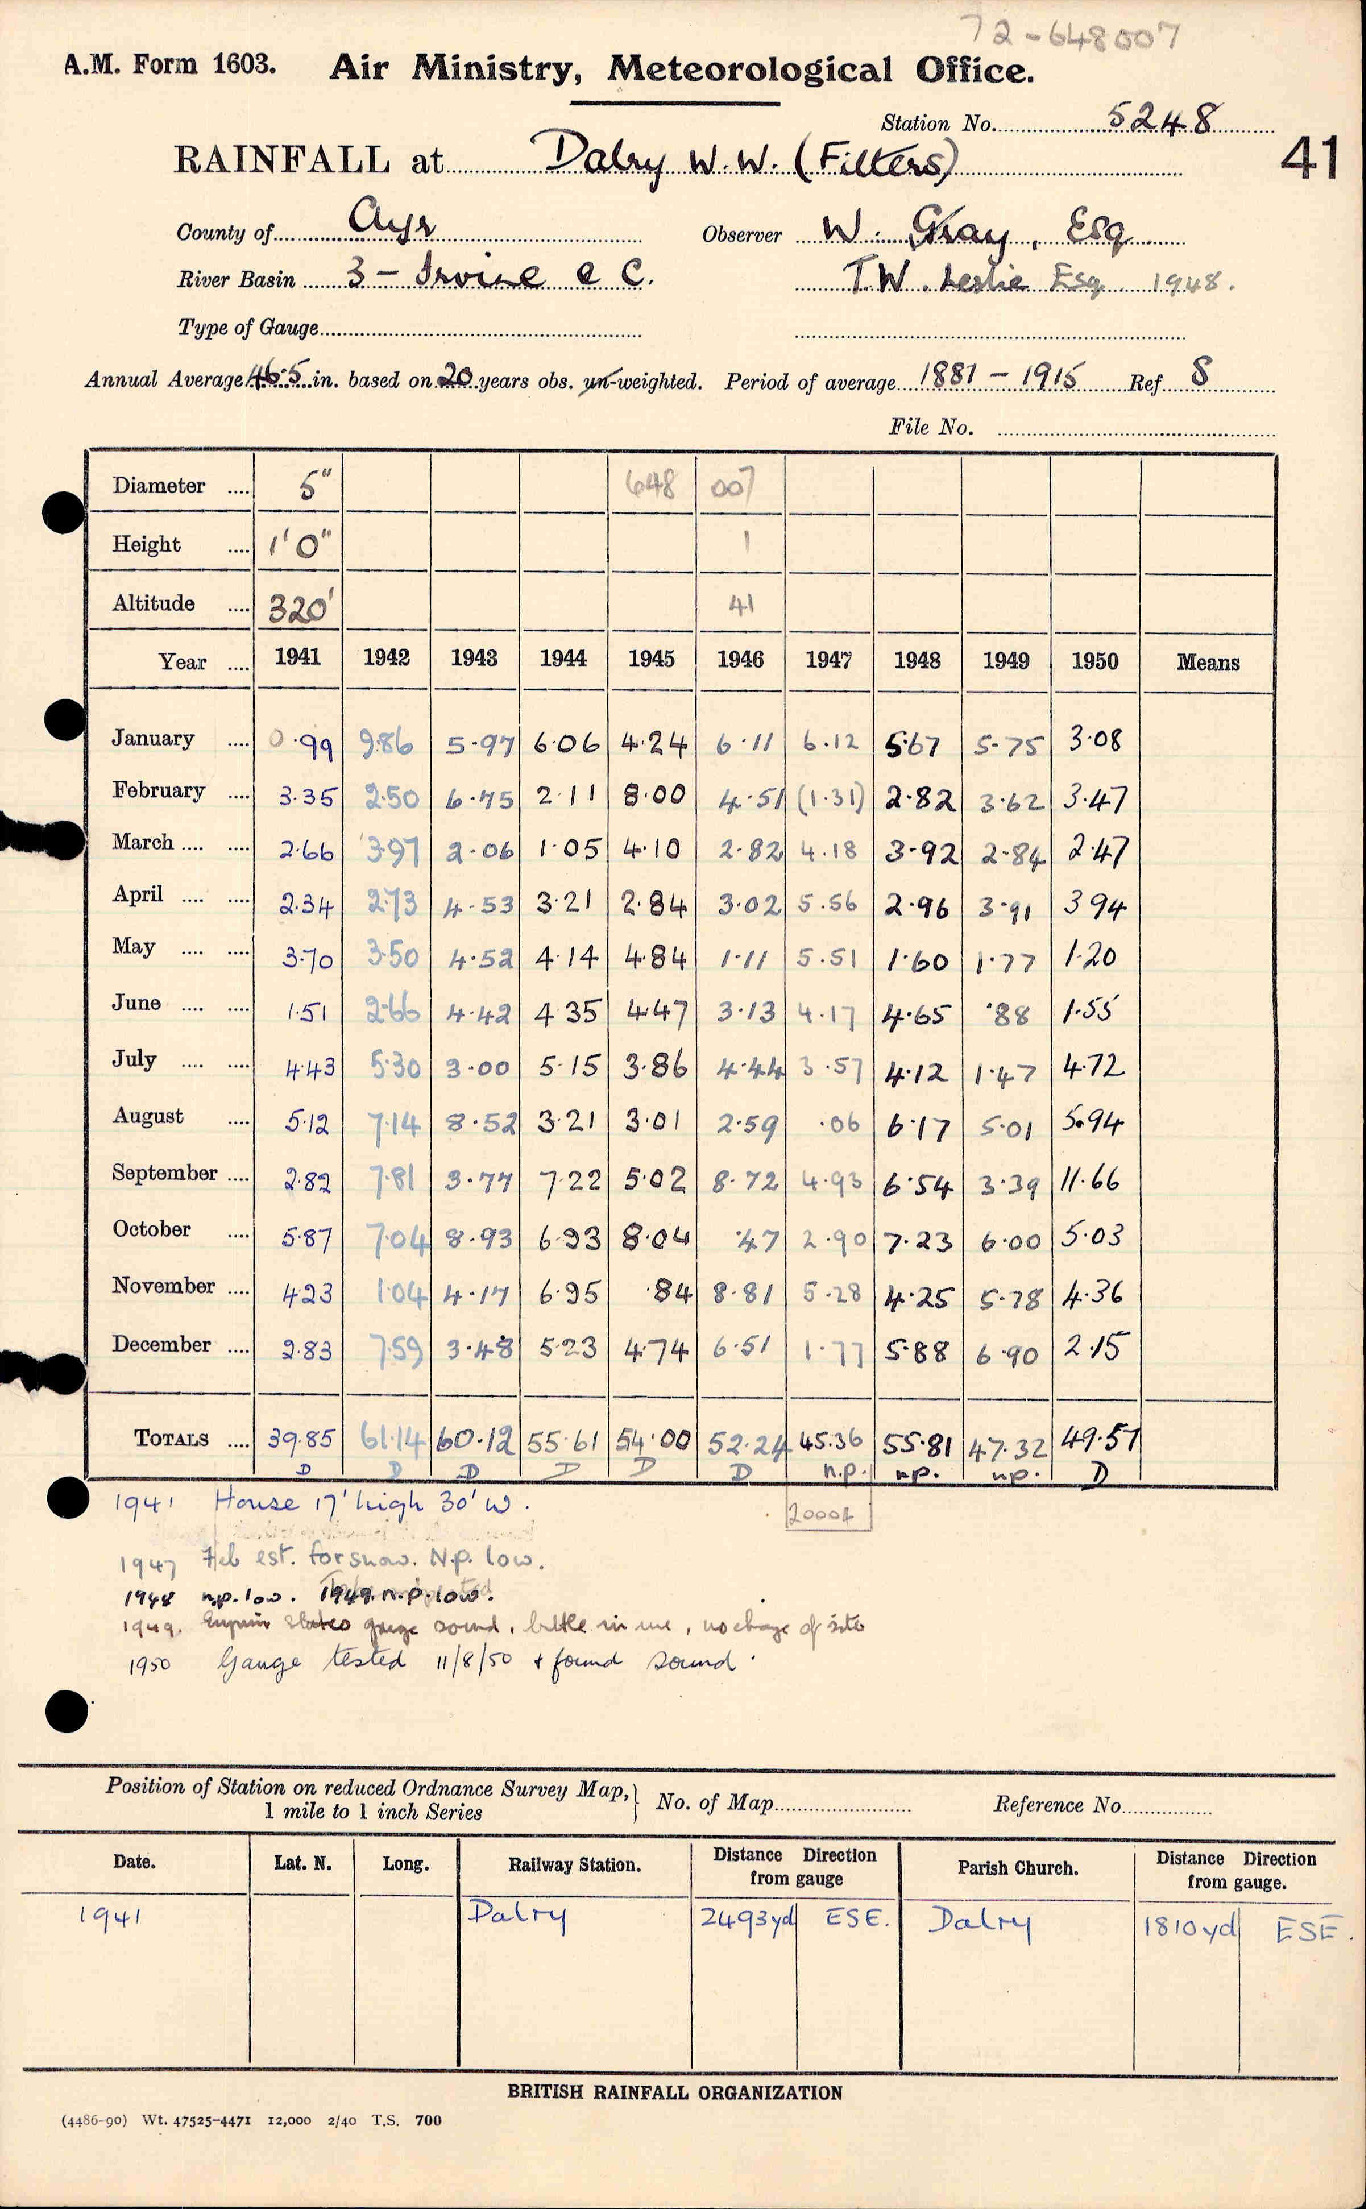 72-648007
A.M. Form 1603. Air Ministry, Meteorological Office.
Station No. 5248
41
RAINFALL at Dalry W.W. (Filters)
County of Ayr Observer W. Gray, Esq
River Basin 3 - Irvine & C. T.W. Leslie Esq. 1948.
Type of Gauge
Annual Average 46.5 in. based on 20 years obs. un-weighted. Period of average 1881 - 1915 Ref S
File No.
Diameter .... 5" 648 007
Height .... 1'0" 1
Altitude .... 320' 41
Year .... 1941 1942 1943 1944 1945 1946 1947 1948 1949 1950 Means
January .... 0.99 9.86 5.97 6.06 4.24 6.11 6.12 5.67 5.75 3.08
February .... 3.35 2.50 6.75 2.11 8.00 4.51 (1.31) 2.82 3.62 3.47
March .... .... 2.66 3.97 2.06 1.05 4.10 2.82 4.18 3.92 2.84 2.47
April .... .... 2.34 2.73 4.53 3.21 2.84 3.02 5.56 2.96 3.91 3 94
May .... .... 3.70 3.50 4.52 4.14 4.84 1.11 5.51 1.60 1.77 1.20
June .... .... 1.51 2.66 4.42 4 35 4.47 3.13 4.17 4.65 .88 1.55
July .... .... 4.43 5.30 3.00 5.15 3.86 4.44 3.57 4.12 1.47 4.72
August .... 5.12 7.14 8.52 3.21 3.01 2.59 .06 6.17 5.01 5.94
September .... 2.82 7.81 3.77 7.22 5.02 8.72 4.93 6.54 3.39 11.66
October .... 5.87 7.04 8.93 6.93 8.04 .47 2.90 7.23 6.00 5.03
November .... 4.23 1.04 4.17 6.95 .84 8.81 5.28 4.25 5.78 4.36
December .... 2.83 7.59 3.48 5.23 4.74 6.51 1.77 5.88 6.90 2.15
TOTALS .... 39.85 61.14 60.12 55.61 54.00 52.24 45.36 55.81 47.32 49.57
D D D D D D n.p. n.p. n.p. D
1941 House 17' high 30' W.
20004
1947 Feb est. for snow. N.p. low.
1948 n.p. low. 1949. n.p. low.
1949. states gauge sound, bottle in use, no change of site
1950 Gauge tested 11/8/50 & found sound.
Position of Station on reduced Ordnance Survey Map, 1 mile to 1 inch Series } No. of Map Reference No.
Date. Lat. N. Long. Railway Station. Distance Direction from gauge Parish Church. Distance Direction from gauge.
1941 Dalry 2493yd ESE. Dalry 1810yd ESE.
BRITISH RAINFALL ORGANIZATION
(4486-90) Wt. 47525-4471 12,000 2/40 T.S. 700